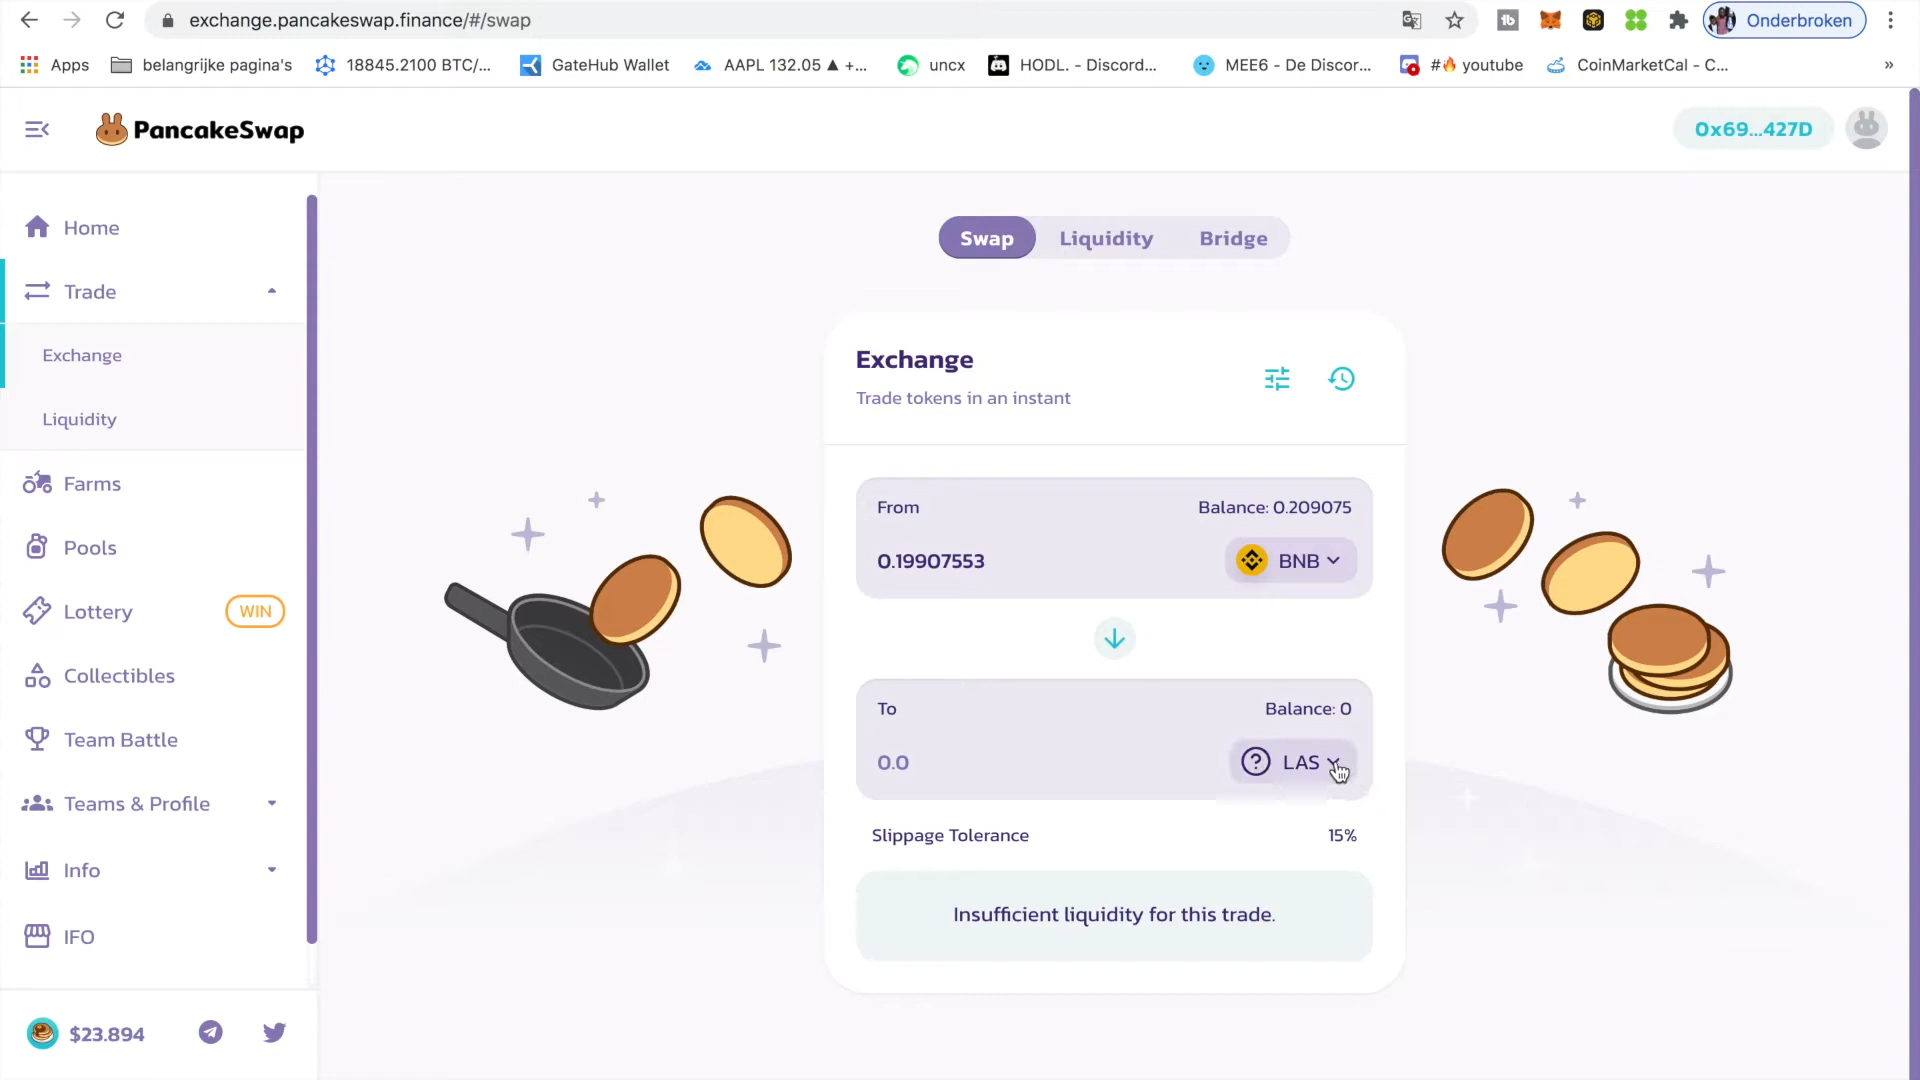 exchange.pancakeswap.finance/#/swap
Onderbroken
Apps
belangrijke pagina's
18845.2100 BTC/...
GateHub Wallet
AAPL 132.05 ▲ +...
uncx
HODL. - Discord...
MEE6 - De Discor...
#🔥 youtube
CoinMarketCal - C...
»
PancakeSwap
0x69...427D
Home
Trade
Exchange
Liquidity
Farms
Pools
Lottery
WIN
Collectibles
Team Battle
Teams & Profile
Info
IFO
$23.894
Swap
Liquidity
Bridge
Exchange
Trade tokens in an instant
From
Balance: 0.209075
0.19907553
BNB
To
Balance: 0
0.0
LAS
Slippage Tolerance
15%
Insufficient liquidity for this trade.